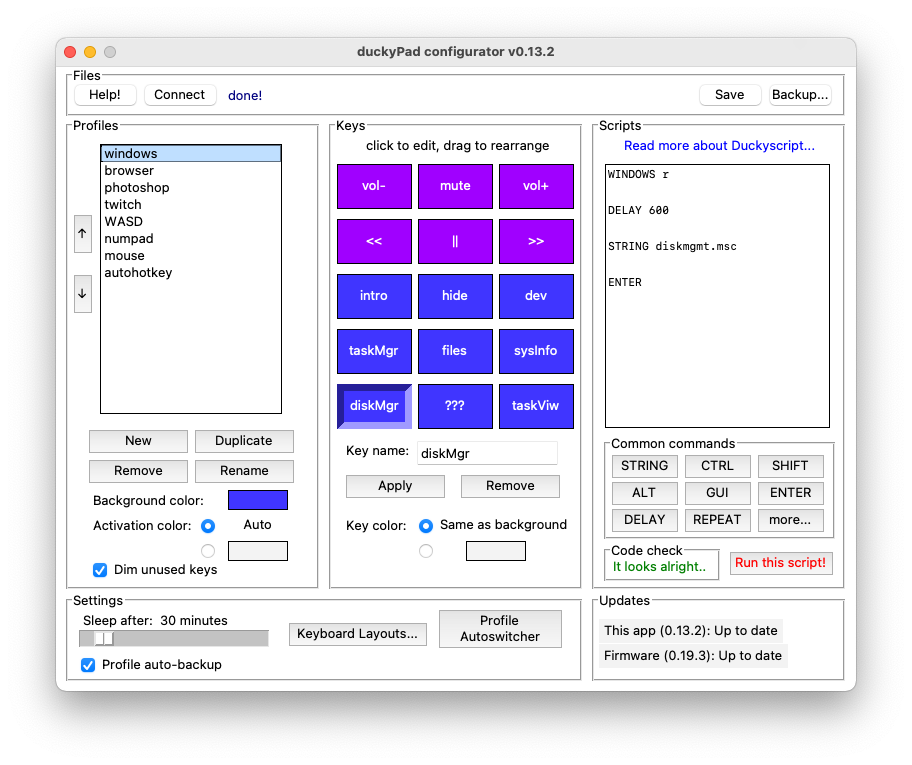 duckyPad configurator v0.13.2
Files
Help!
Connect
done!
Save
Backup...
Profiles
windows
browser
photoshop
twitch
WASD
numpad
mouse
autohotkey
↑
↓
New
Duplicate
Remove
Rename
Background color:
Activation color:
Auto
Dim unused keys
Keys
click to edit, drag to rearrange
vol-
mute
vol+
<<
||
>>
intro
hide
dev
taskMgr
files
sysInfo
diskMgr
???
taskViw
Key name:
diskMgr
Apply
Remove
Key color:
Same as background
Scripts
Read more about Duckyscript...
WINDOWS r
DELAY 600
STRING diskmgmt.msc
ENTER
Common commands
STRING
CTRL
SHIFT
ALT
GUI
ENTER
DELAY
REPEAT
more...
Code check
It looks alright..
Run this script!
Settings
Sleep after: 30 minutes
Keyboard Layouts...
Profile
Autoswitcher
Profile auto-backup
Updates
This app (0.13.2): Up to date
Firmware (0.19.3): Up to date